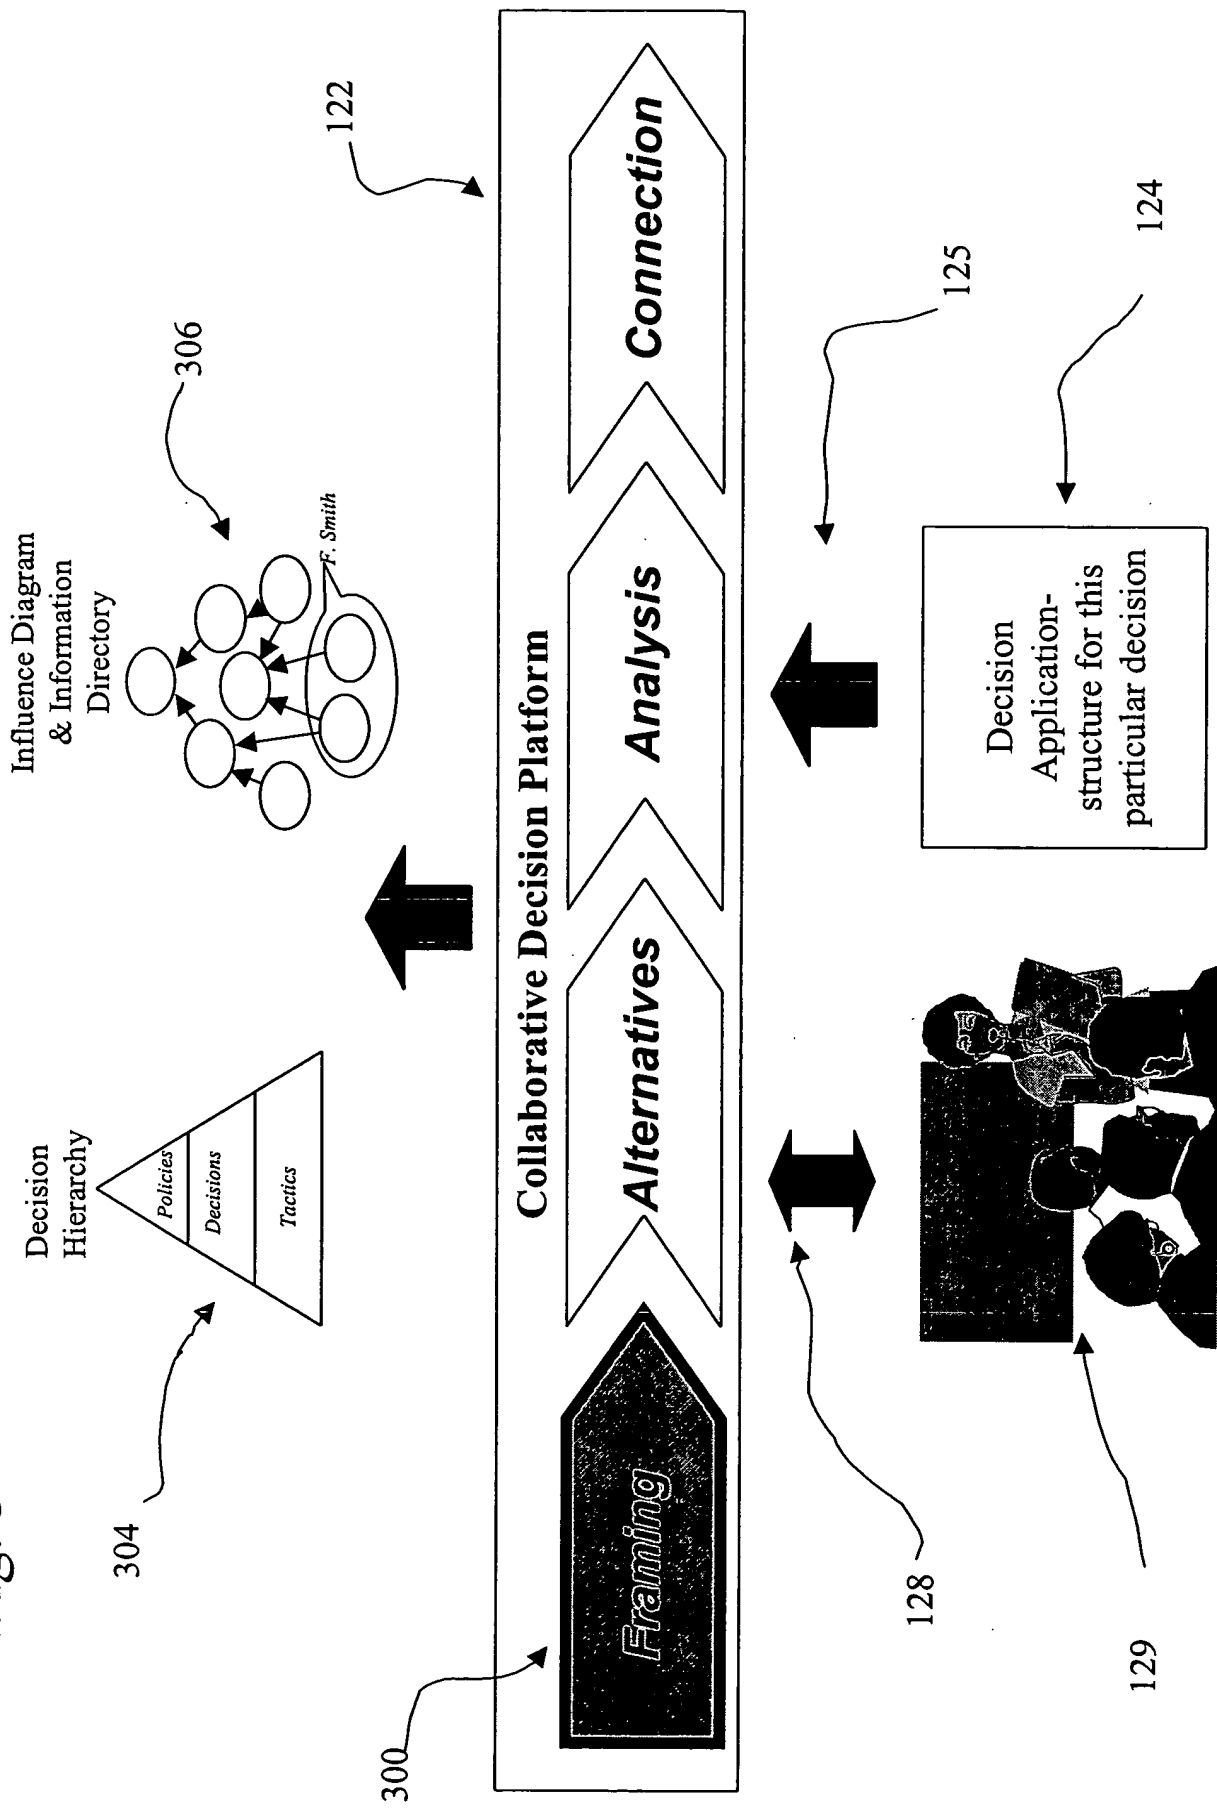 Decision
Hierarchy
Policies
Decisions
Tactics
304
Influence Diagram
& Information
Directory
F. Smith
306
122
Collaborative Decision Platform
Framing
Alternatives
Analysis
Connection
300
128
129
125
Decision
Application-
structure for this
particular decision
124